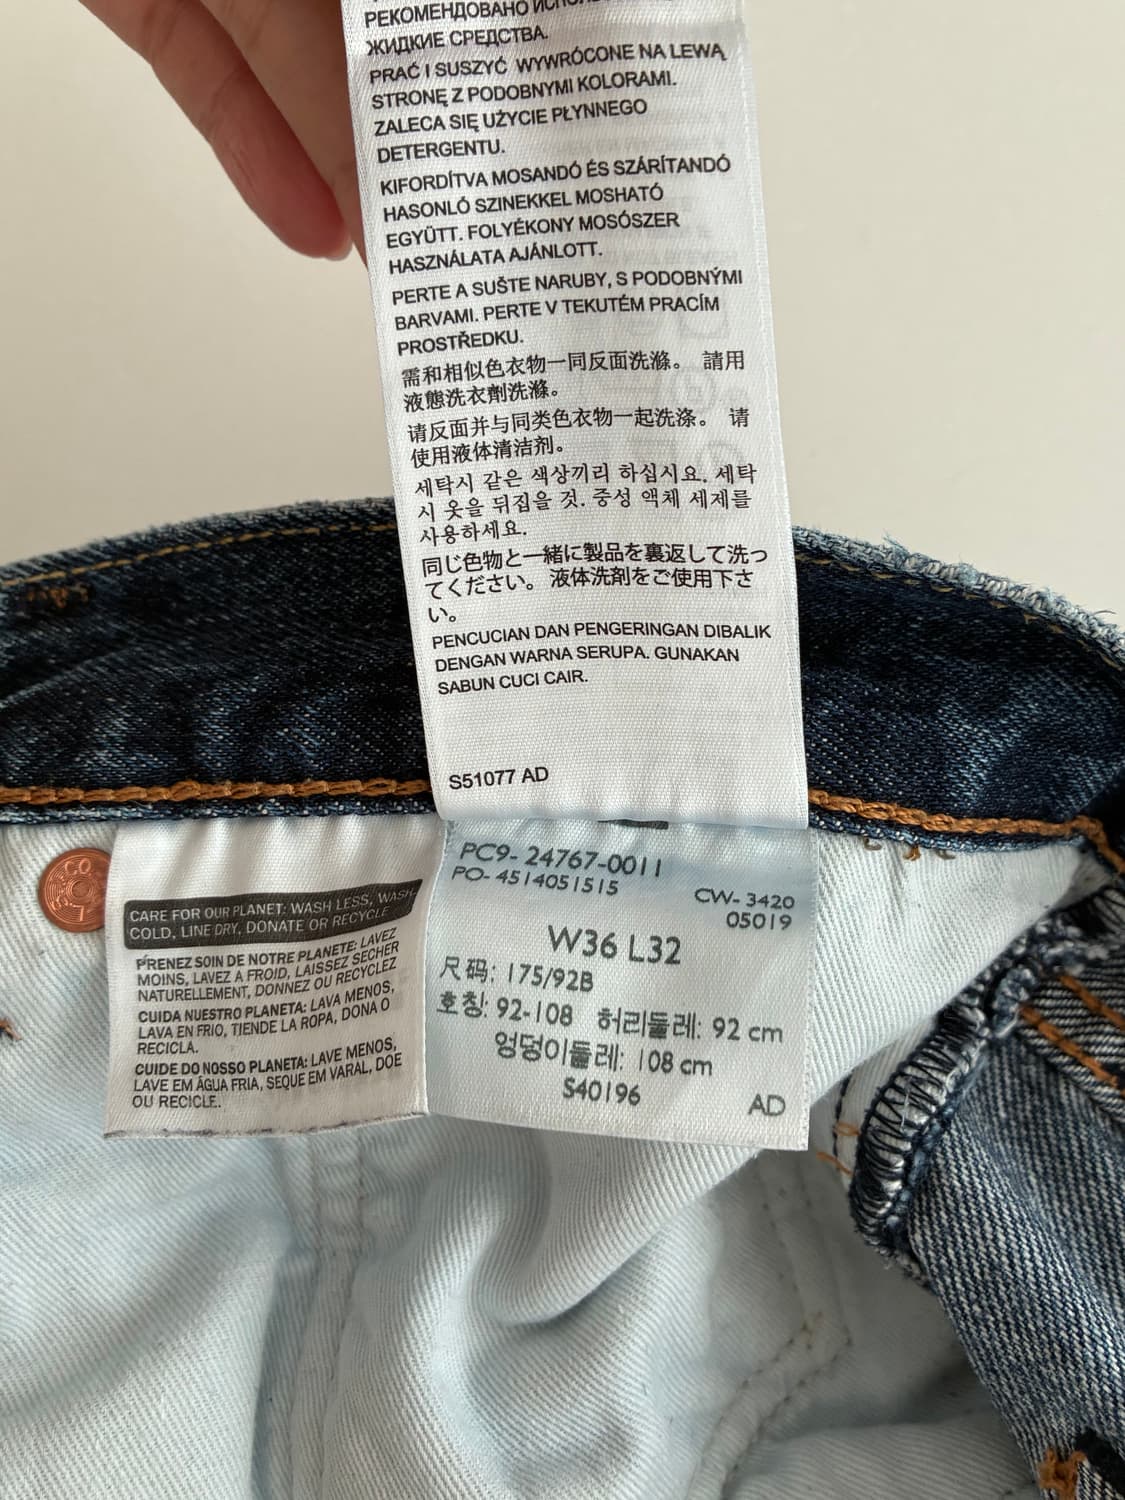 РЕКОМЕНДОВАНО
ЖИДКИЕ СРЕДСТВА.
PRAĆ I SUSZYĆ WYWRÓCONE NA LEWĄ
STRONĘ Z PODOBNYMI KOLORAMI.
ZALECA SIĘ UŻYCIE PŁYNNEGO
DETERGENTU.
KIFORDÍTVA MOSANDÓ ÉS SZÁRÍTANDÓ
HASONLÓ SZINEKKEL MOSHATÓ
EGYÜTT. FOLYÉKONY MOSÓSZER
HASZNÁLATA AJÁNLOTT.
PERTE A SUŠTE NARUBY, S PODOBNÝMI
BARVAMI. PERTE V TEKUTÉM PRACÍM
PROSTŘEDKU.
需和相似色衣物一同反面洗滌。 請用
液態洗衣劑洗滌。
请反面并与同类色衣物一起洗涤。 请
使用液体清洁剂。
세탁시 같은 색상끼리 하십시요. 세탁
시 옷을 뒤집을 것. 중성 액체 세제를
사용하세요.
同じ色物と一緒に製品を裏返して洗っ
てください。 液体洗剤をご使用下さ
い。
PENCUCIAN DAN PENGERINGAN DIBALIK
DENGAN WARNA SERUPA. GUNAKAN
SABUN CUCI CAIR.
S51077 AD
CO
L
CARE FOR OUR PLANET: WASH LESS, WASH
COLD, LINE DRY, DONATE OR RECYCLE
PRENEZ SOIN DE NOTRE PLANETE: LAVEZ
MOINS, LAVEZ A FROID, LAISSEZ SECHER
NATURELLEMENT, DONNEZ OU RECYCLEZ
CUIDA NUESTRO PLANETA: LAVA MENOS,
LAVA EN FRIO, TIENDE LA ROPA, DONA O
RECICLA.
CUIDE DO NOSSO PLANETA: LAVE MENOS,
LAVE EM ÁGUA FRIA, SEQUE EM VARAL, DOE
OU RECICLE.
PC9- 24767-0011
PO- 4514051515
CW- 3420
05019
W36 L32
尺码: 175/92B
호칭: 92-108 허리둘레: 92 cm
엉덩이둘레: 108 cm
S40196
AD